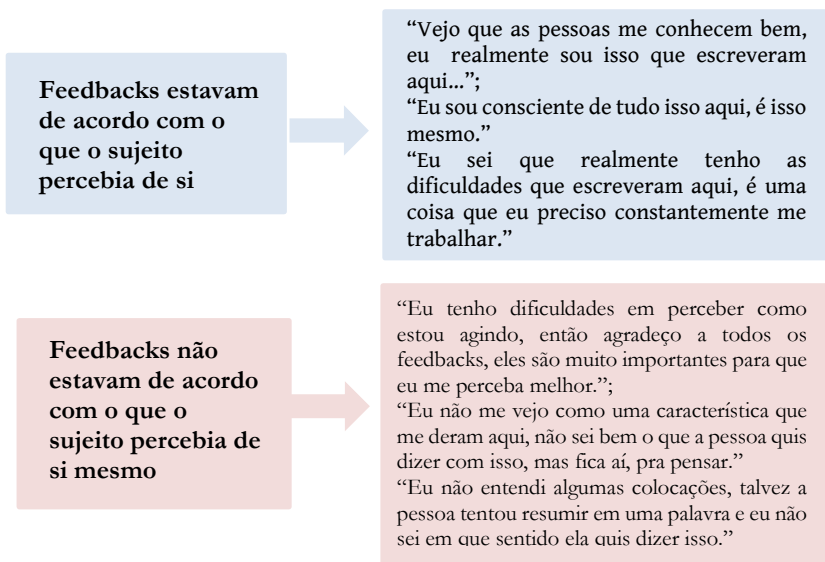 Feedbacks estavam
de acordo com o
que o sujeito
percebia de si
“Vejo que as pessoas me conhecem bem,
eu realmente sou isso que escreveram
aqui...”;
“Eu sou consciente de tudo isso aqui, é isso
mesmo.”
“Eu sei que realmente tenho as
dificuldades que escreveram aqui, é uma
coisa que eu preciso constantemente me
trabalhar.”
Feedbacks não
estavam de acordo
com o que o
sujeito percebia de
si mesmo
“Eu tenho dificuldades em perceber como
estou agindo, então agradeço a todos os
feedbacks, eles são muito importantes para que
eu me perceba melhor.”;
“Eu não me vejo como uma característica que
me deram aqui, não sei bem o que a pessoa quis
dizer com isso, mas fica aí, pra pensar.”
“Eu não entendi algumas colocações, talvez a
pessoa tentou resumir em uma palavra e eu não
sei em que sentido ela quis dizer isso.”